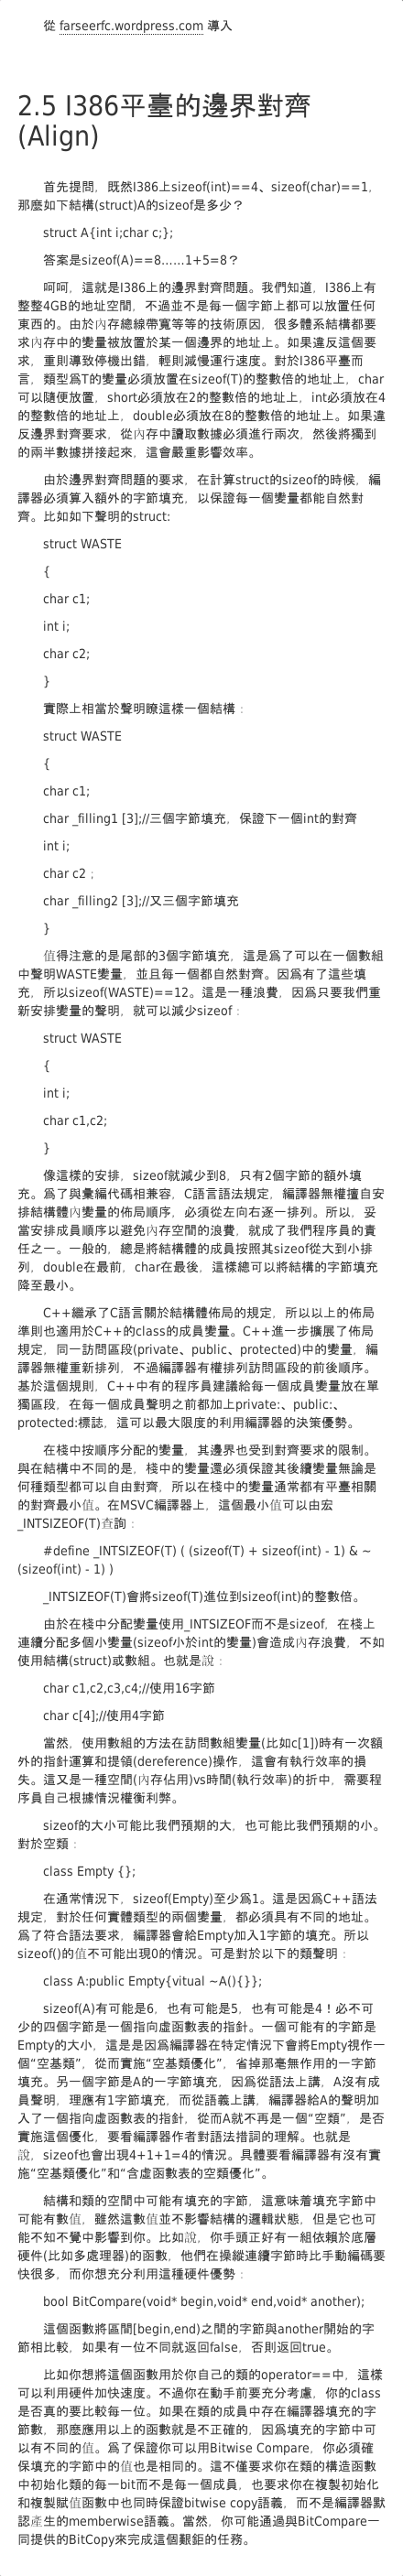 從 farseerfc.wordpress.com 導入
2.5 I386平臺的邊界對齊
(Align)
首先提問，既然I386上sizeof(int)==4、sizeof(char)==1，
那麼如下結構(struct)A的sizeof是多少？
struct A{int i;char c;};
答案是sizeof(A)==8……1+5=8？
呵呵，這就是I386上的邊界對齊問題。我們知道，I386上有
整整4GB的地址空間，不過並不是每一個字節上都可以放置任何
東西的。由於內存總線帶寬等等的技術原因，很多體系結構都要
求內存中的變量被放置於某一個邊界的地址上。如果違反這個要
求，重則導致停機出錯，輕則減慢運行速度。對於I386平臺而
言，類型爲T的變量必須放置在sizeof(T)的整數倍的地址上，char
可以隨便放置，short必須放在2的整數倍的地址上，int必須放在4
的整數倍的地址上，double必須放在8的整數倍的地址上。如果違
反邊界對齊要求，從內存中讀取數據必須進行兩次，然後將獨到
的兩半數據拼接起來，這會嚴重影響效率。
由於邊界對齊問題的要求，在計算struct的sizeof的時候，編
譯器必須算入額外的字節填充，以保證每一個變量都能自然對
齊。比如如下聲明的struct:
struct WASTE
{
char c1;
int i;
char c2;
}
實際上相當於聲明瞭這樣一個結構：
struct WASTE
{
char c1;
char _filling1 [3];//三個字節填充，保證下一個int的對齊
int i;
char c2；
char _filling2 [3];//又三個字節填充
}
值得注意的是尾部的3個字節填充，這是爲了可以在一個數組
中聲明WASTE變量，並且每一個都自然對齊。因爲有了這些填
充，所以sizeof(WASTE)==12。這是一種浪費，因爲只要我們重
新安排變量的聲明，就可以減少sizeof：
struct WASTE
{
int i;
char c1,c2;
}
像這樣的安排，sizeof就減少到8，只有2個字節的額外填
充。爲了與彙編代碼相兼容，C語言語法規定，編譯器無權擅自安
排結構體內變量的佈局順序，必須從左向右逐一排列。所以，妥
當安排成員順序以避免內存空間的浪費，就成了我們程序員的責
任之一。一般的，總是將結構體的成員按照其sizeof從大到小排
列，double在最前，char在最後，這樣總可以將結構的字節填充
降至最小。
C++繼承了C語言關於結構體佈局的規定，所以以上的佈局
準則也適用於C++的class的成員變量。C++進一步擴展了佈局
規定，同一訪問區段(private、public、protected)中的變量，編
譯器無權重新排列，不過編譯器有權排列訪問區段的前後順序。
基於這個規則，C++中有的程序員建議給每一個成員變量放在單
獨區段，在每一個成員聲明之前都加上private:、public:、
protected:標誌，這可以最大限度的利用編譯器的決策優勢。
在棧中按順序分配的變量，其邊界也受到對齊要求的限制。
與在結構中不同的是，棧中的變量還必須保證其後續變量無論是
何種類型都可以自由對齊，所以在棧中的變量通常都有平臺相關
的對齊最小值。在MSVC編譯器上，這個最小值可以由宏
_INTSIZEOF(T)查詢：
#define _INTSIZEOF(T) ( (sizeof(T) + sizeof(int) - 1) & ~
(sizeof(int) - 1) )
_INTSIZEOF(T)會將sizeof(T)進位到sizeof(int)的整數倍。
由於在棧中分配變量使用_INTSIZEOF而不是sizeof，在棧上
連續分配多個小變量(sizeof小於int的變量)會造成內存浪費，不如
使用結構(struct)或數組。也就是說：
char c1,c2,c3,c4;//使用16字節
char c[4];//使用4字節
當然，使用數組的方法在訪問數組變量(比如c[1])時有一次額
外的指針運算和提領(dereference)操作，這會有執行效率的損
失。這又是一種空間(內存佔用)vs時間(執行效率)的折中，需要程
序員自己根據情況權衡利弊。
sizeof的大小可能比我們預期的大，也可能比我們預期的小。
對於空類：
class Empty {};
在通常情況下，sizeof(Empty)至少爲1。這是因爲C++語法
規定，對於任何實體類型的兩個變量，都必須具有不同的地址。
爲了符合語法要求，編譯器會給Empty加入1字節的填充。所以
sizeof()的值不可能出現0的情況。可是對於以下的類聲明：
class A:public Empty{vitual ~A(){}};
sizeof(A)有可能是6，也有可能是5，也有可能是4！必不可
少的四個字節是一個指向虛函數表的指針。一個可能有的字節是
Empty的大小，這是是因爲編譯器在特定情況下會將Empty視作一
個“空基類”，從而實施“空基類優化”，省掉那毫無作用的一字節
填充。另一個字節是A的一字節填充，因爲從語法上講，A沒有成
員聲明，理應有1字節填充，而從語義上講，編譯器給A的聲明加
入了一個指向虛函數表的指針，從而A就不再是一個“空類”，是否
實施這個優化，要看編譯器作者對語法措詞的理解。也就是
說，sizeof也會出現4+1+1=4的情況。具體要看編譯器有沒有實
施“空基類優化”和“含虛函數表的空類優化”。
結構和類的空間中可能有填充的字節，這意味着填充字節中
可能有數值，雖然這數值並不影響結構的邏輯狀態，但是它也可
能不知不覺中影響到你。比如說，你手頭正好有一組依賴於底層
硬件(比如多處理器)的函數，他們在操縱連續字節時比手動編碼要
快很多，而你想充分利用這種硬件優勢：
bool BitCompare(void* begin,void* end,void* another);
這個函數將區間[begin,end)之間的字節與another開始的字
節相比較，如果有一位不同就返回false，否則返回true。
比如你想將這個函數用於你自己的類的operator==中，這樣
可以利用硬件加快速度。不過你在動手前要充分考慮，你的class
是否真的要比較每一位。如果在類的成員中存在編譯器填充的字
節數，那麼應用以上的函數就是不正確的，因爲填充的字節中可
以有不同的值。爲了保證你可以用Bitwise Compare，你必須確
保填充的字節中的值也是相同的。這不僅要求你在類的構造函數
中初始化類的每一bit而不是每一個成員，也要求你在複製初始化
和複製賦值函數中也同時保證bitwise copy語義，而不是編譯器默
認產生的memberwise語義。當然，你可能通過與BitCompare一
同提供的BitCopy來完成這個艱鉅的任務。